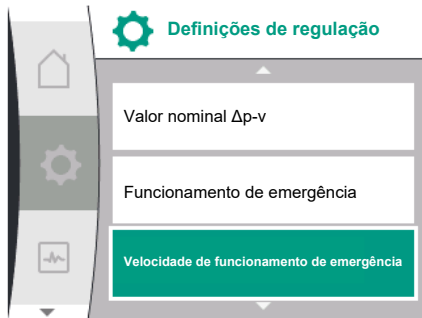 Definições de regulação
Valor nominal Δp-v
Funcionamento de emergência
Velocidade de funcionamento de emergência